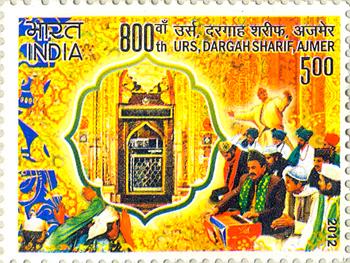 भारत
INDIA
800वाँ उर्स, दरगाह शरीफ, अजमेर
800th URS, DARGAH SHARIF, AJMER
5.00
2012